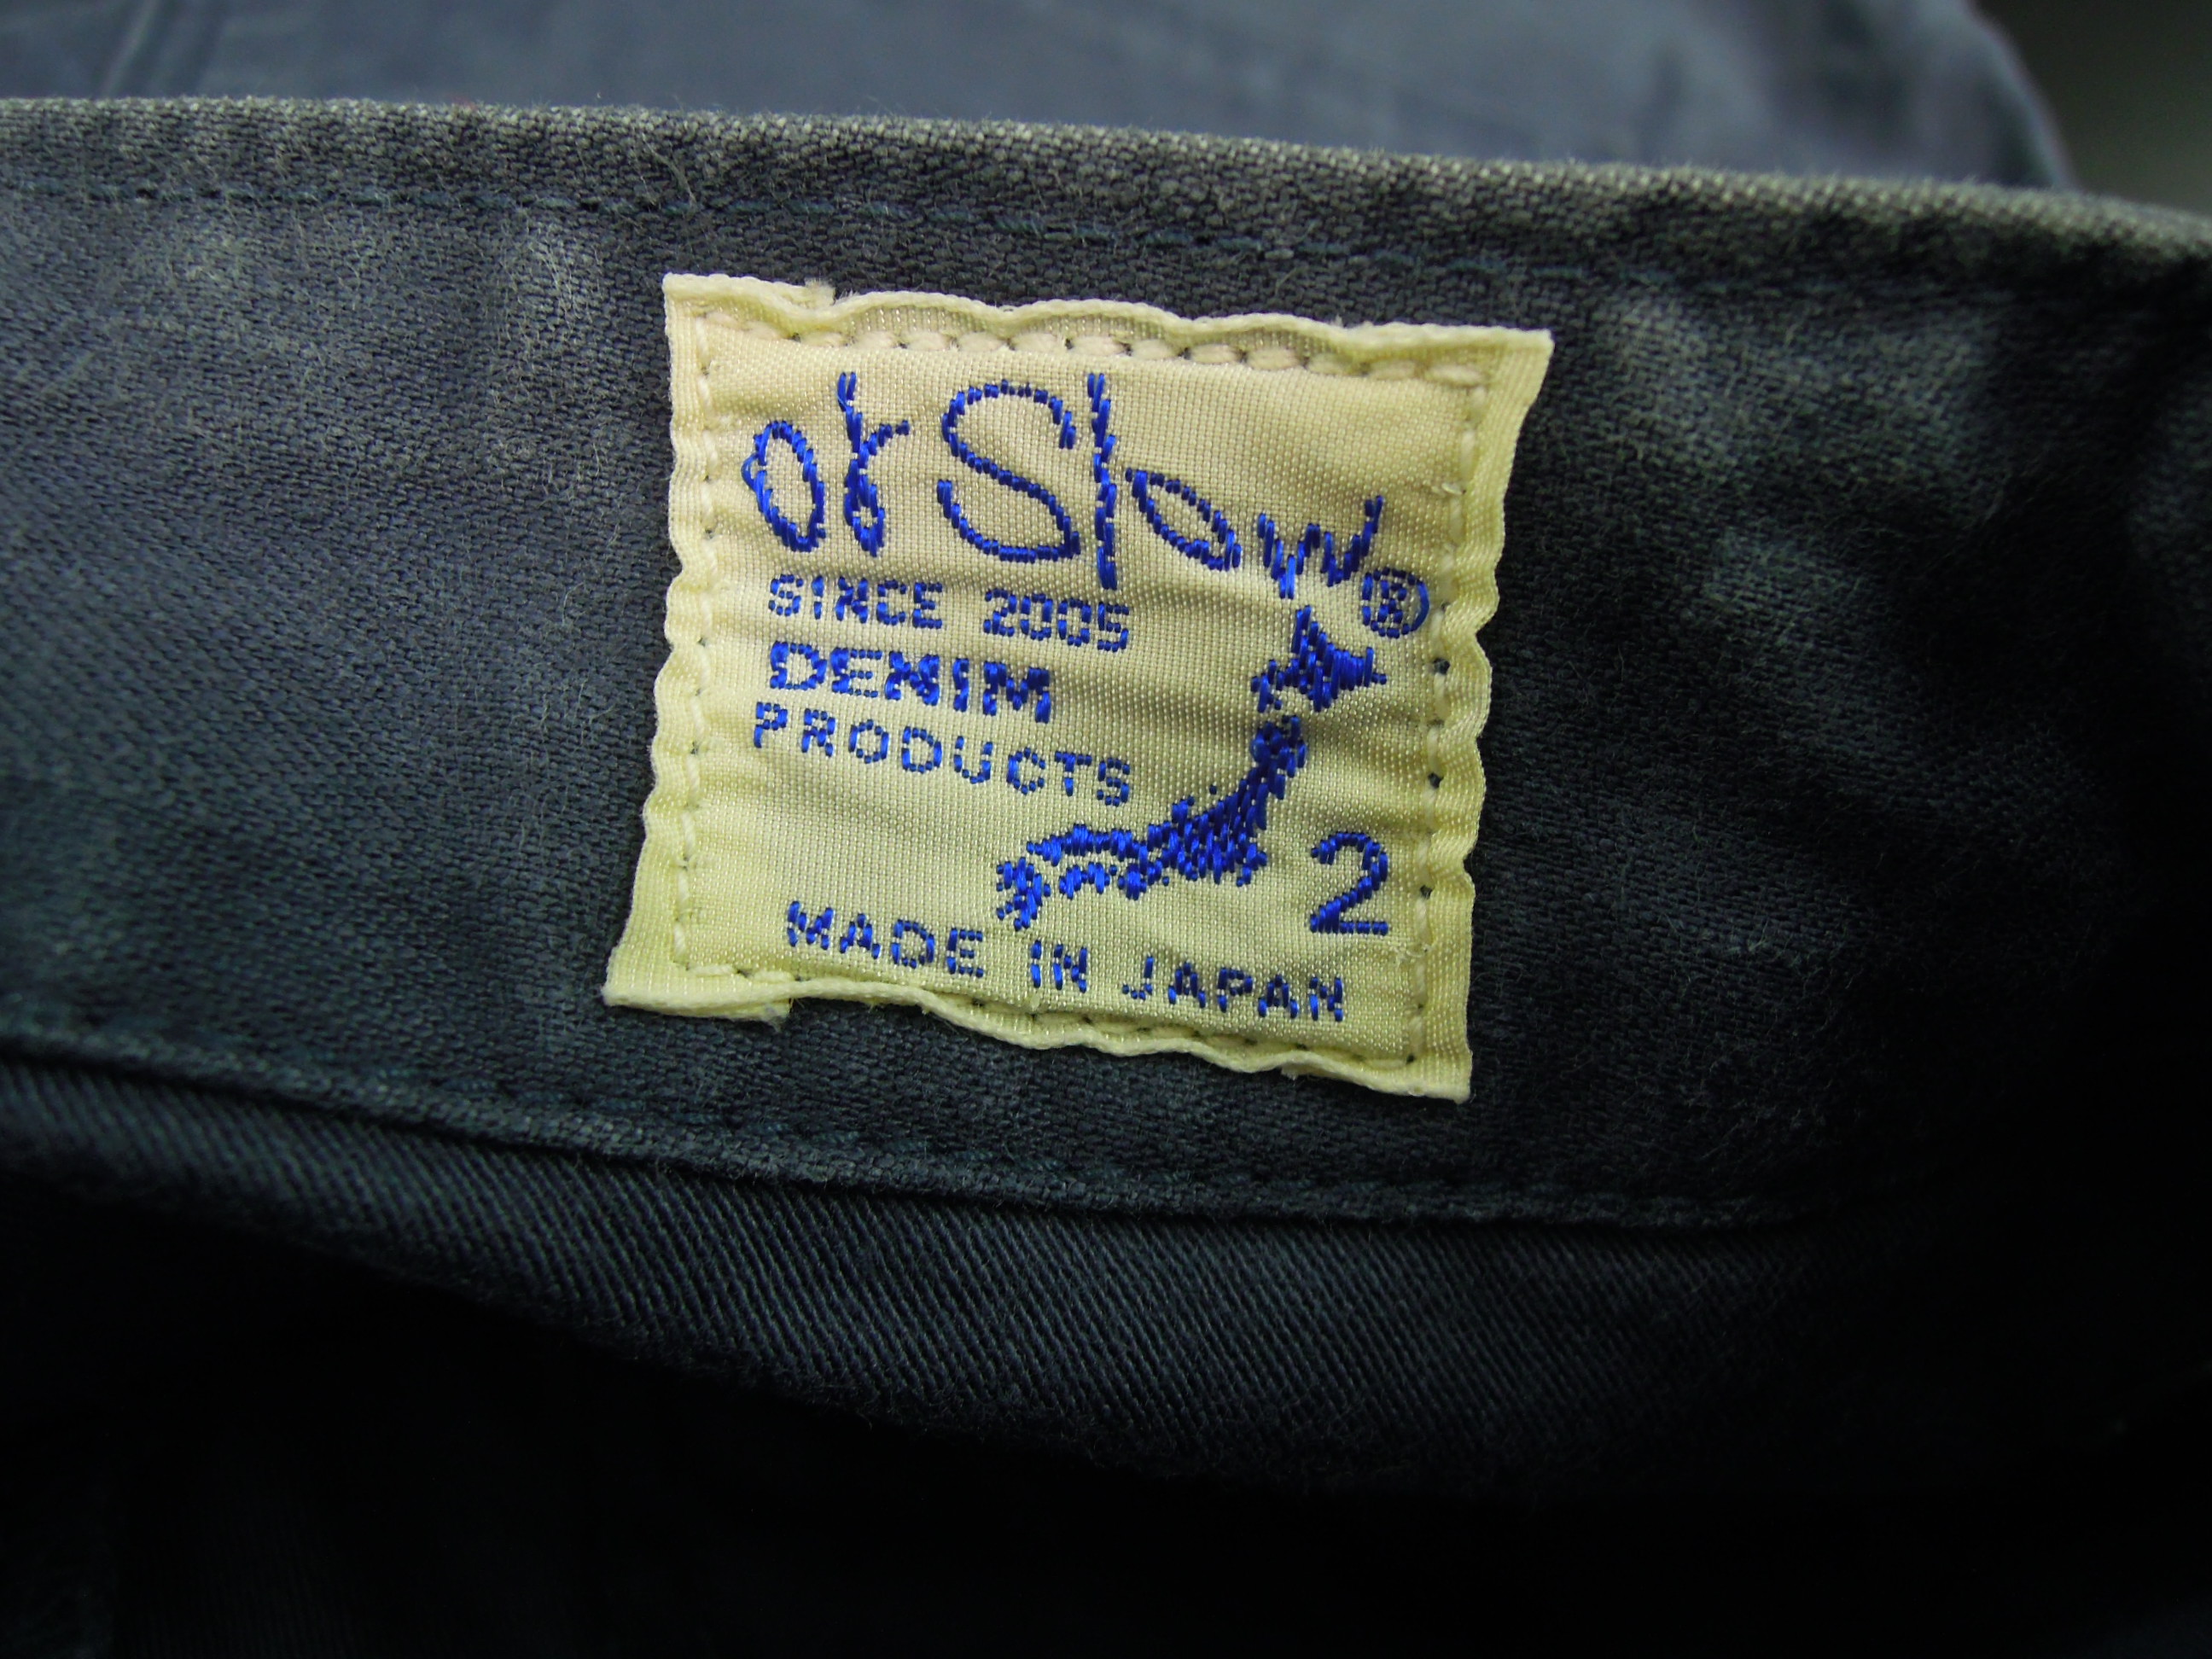 orSlow®
SINCE 2005
DENIM
PRODUCTS
2
MADE IN JAPAN